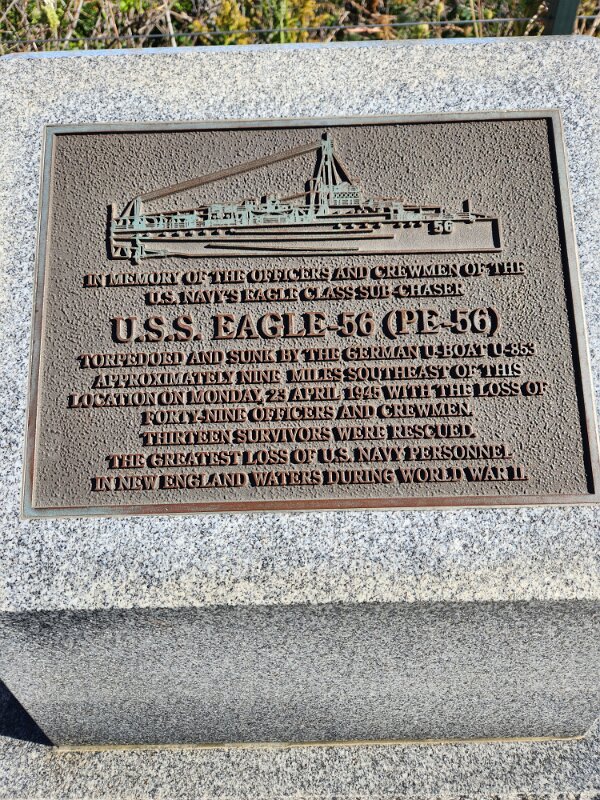 56
IN MEMORY OF THE OFFICERS AND CREWMEN OF THE
U.S. NAVY'S EAGLE CLASS SUB-CHASER
U.S.S. EAGLE-56 (PE-56)
TORPEDOED AND SUNK BY THE GERMAN U-BOAT U-853
APPROXIMATELY NINE MILES SOUTHEAST OF THIS
LOCATION ON MONDAY, 23 APRIL 1945 WITH THE LOSS OF
FORTY-NINE OFFICERS AND CREWMEN.
THIRTEEN SURVIVORS WERE RESCUED.
THE GREATEST LOSS OF U.S. NAVY PERSONNEL
IN NEW ENGLAND WATERS DURING WORLD WAR II.